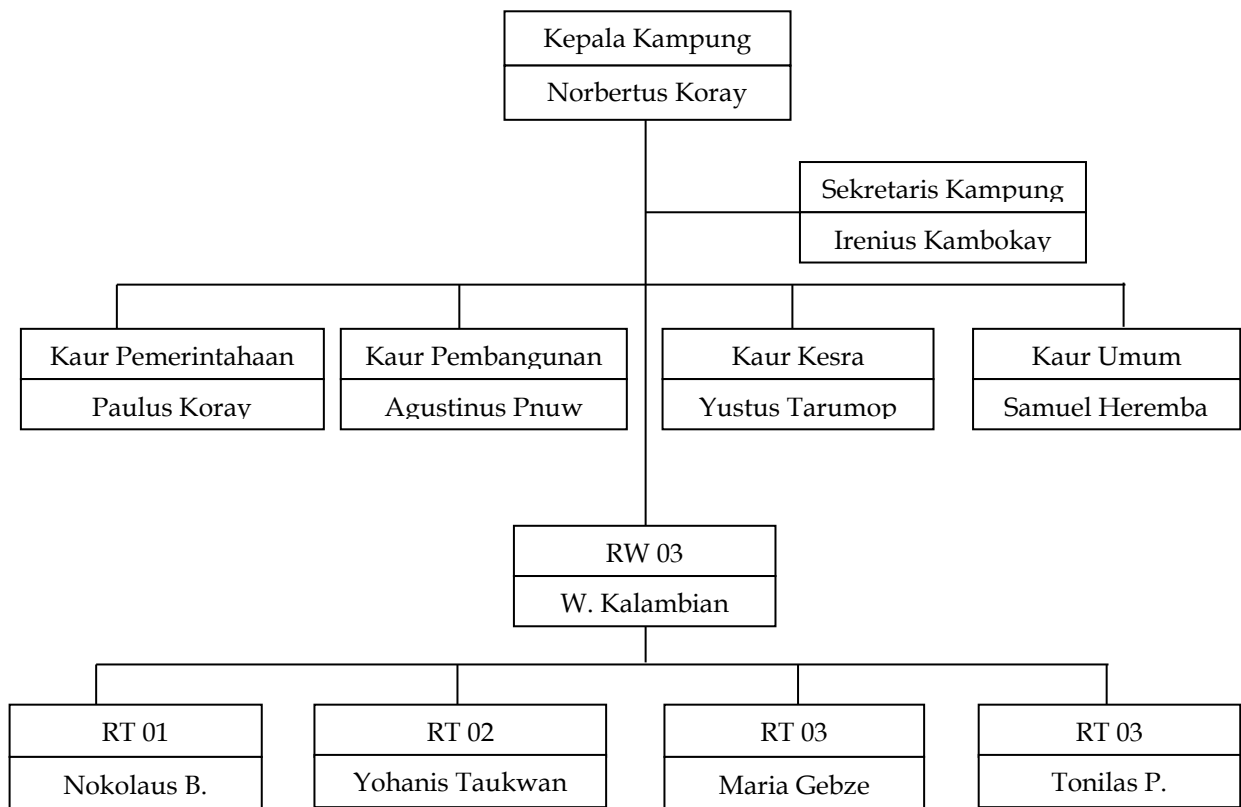 Kepala Kampung
Norbertus Koray
Sekretaris Kampung
Irenius Kambokay
Kaur Pemerintahaan
Paulus Koray
Kaur Pembangunan
Agustinus Pnuw
Kaur Kesra
Yustus Tarumop
Kaur Umum
Samuel Heremba
RW 03
W. Kalambian
RT 01
Nokolaus B.
RT 02
Yohanis Taukwan
RT 03
Maria Gebze
RT 03
Tonilas P.